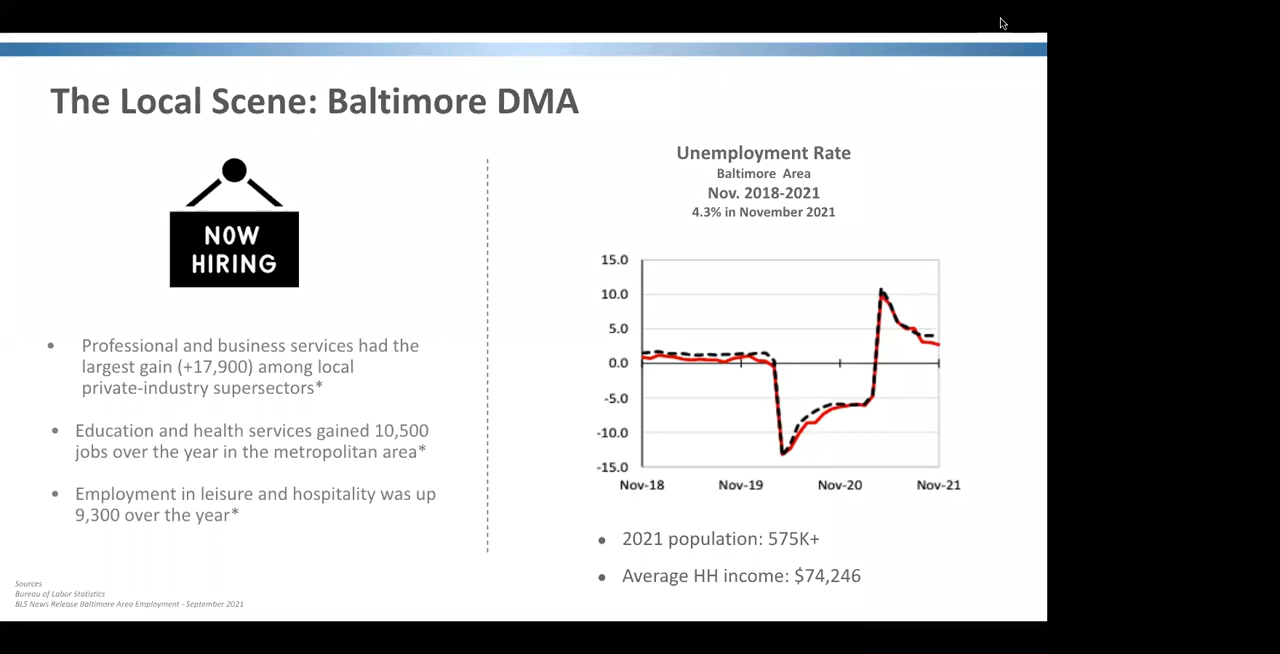 The Local Scene: Baltimore DMA
NOW
HIRING
• Professional and business services had the
largest gain (+17,900) among local
private-industry supersectors*
• Education and health services gained 10,500
jobs over the year in the metropolitan area*
• Employment in leisure and hospitality was up
9,300 over the year*
Sources
Bureau of Labor Statistics
BLS News Release Baltimore Area Employment - September 2021
Unemployment Rate
Baltimore Area
Nov. 2018-2021
4.3% in November 2021
15.0
10.0
5.0
0.0
-5.0
-10.0
-15.0
Nov-18 Nov-19 Nov-20 Nov-21
• 2021 population: 575K+
• Average HH income: $74,246